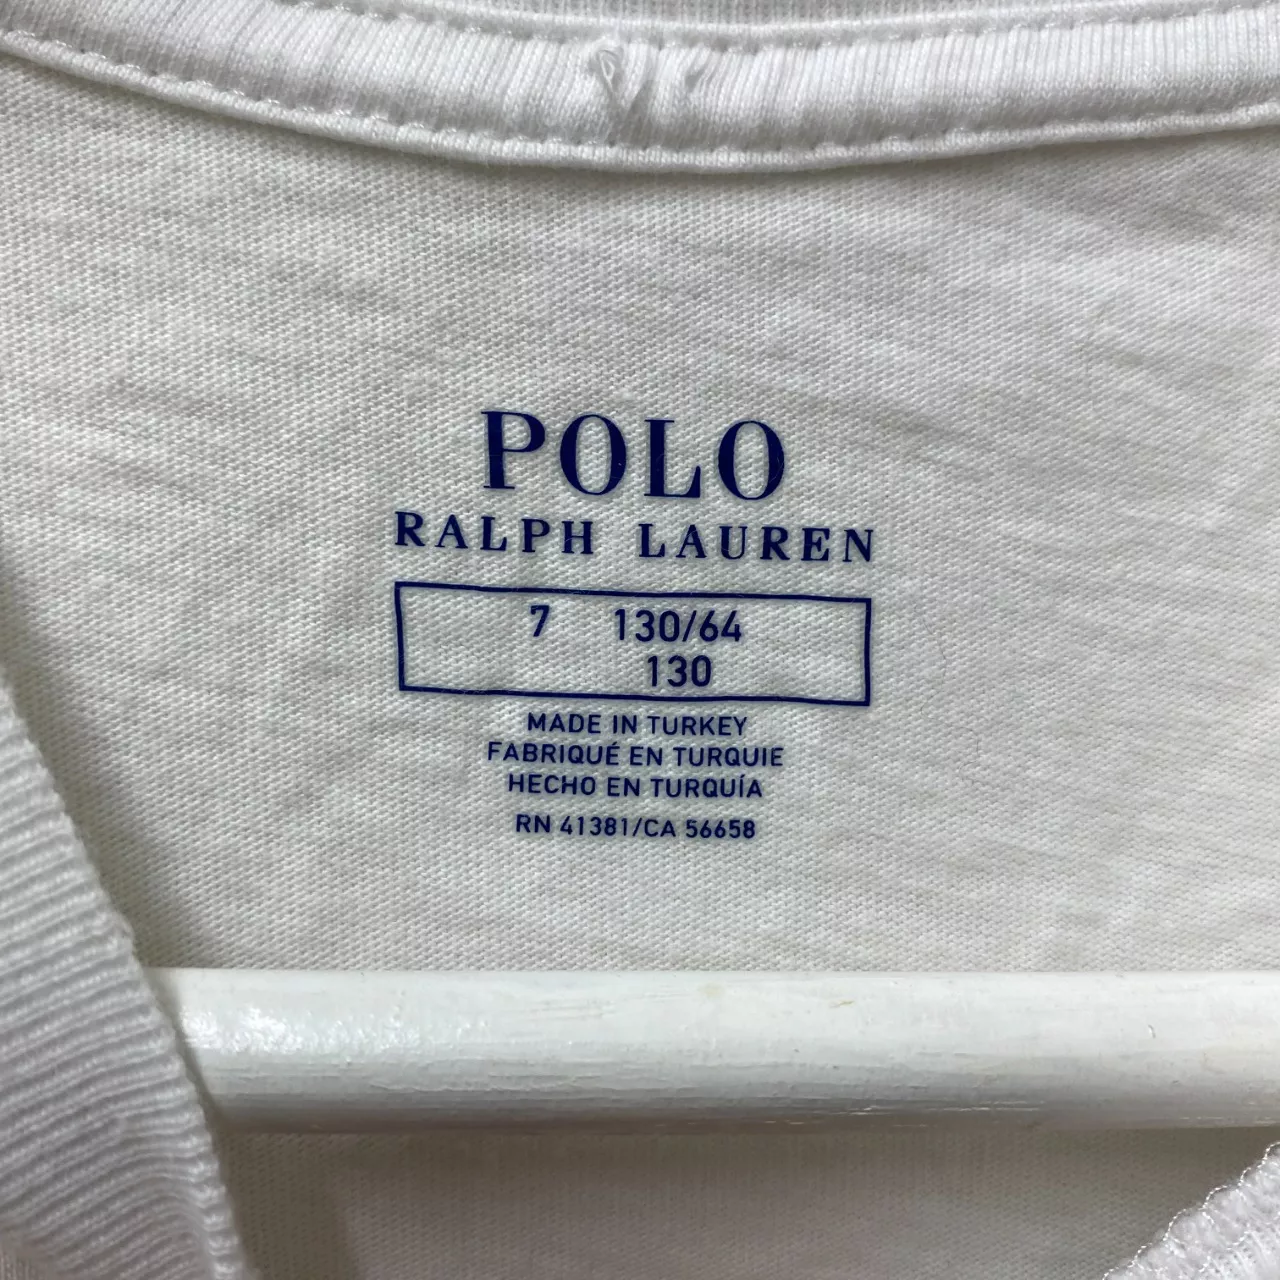 POLO
RALPH LAUREN
7 130/64
130
MADE IN TURKEY
FABRIQUÉ EN TURQUIE
HECHO EN TURQUÍA
RN 41381/CA 56658